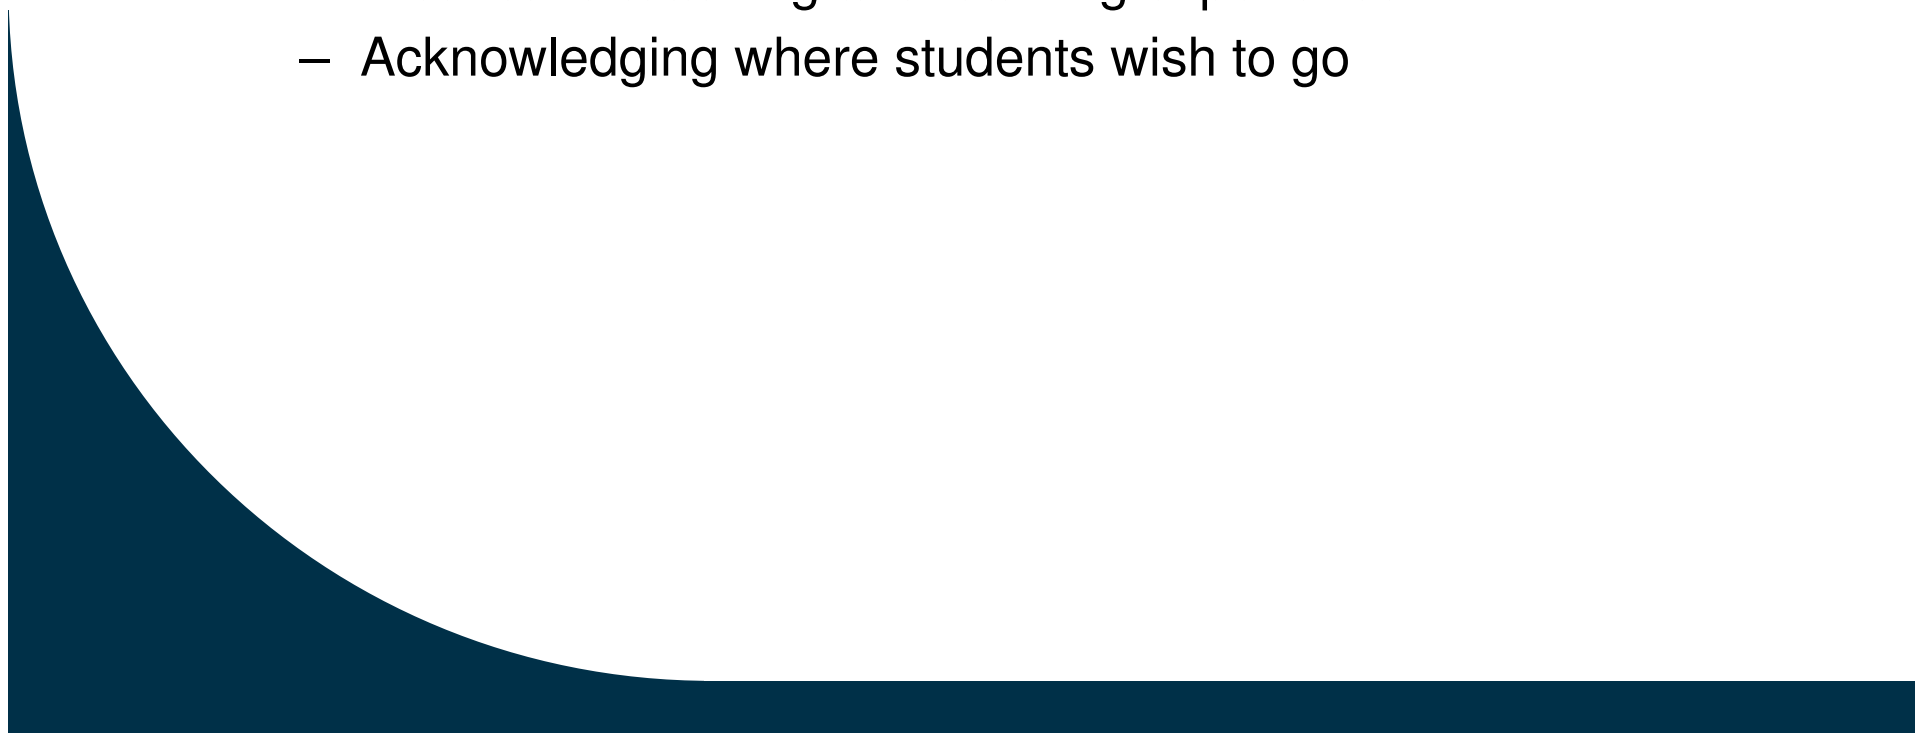 – Acknowledging where students wish to go